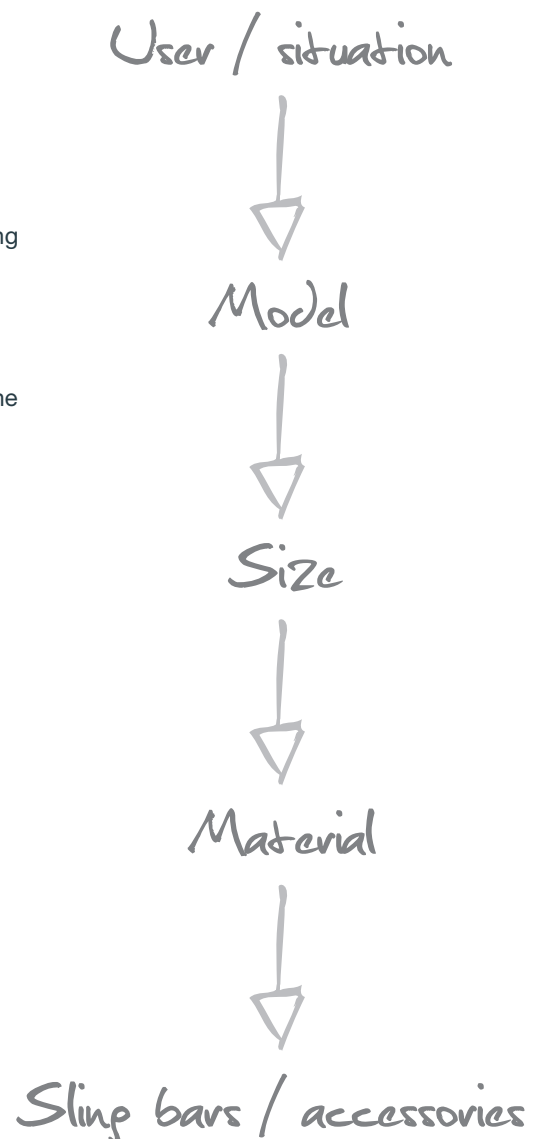 User / situation
Model
Size
Material
Sling bars / accessories